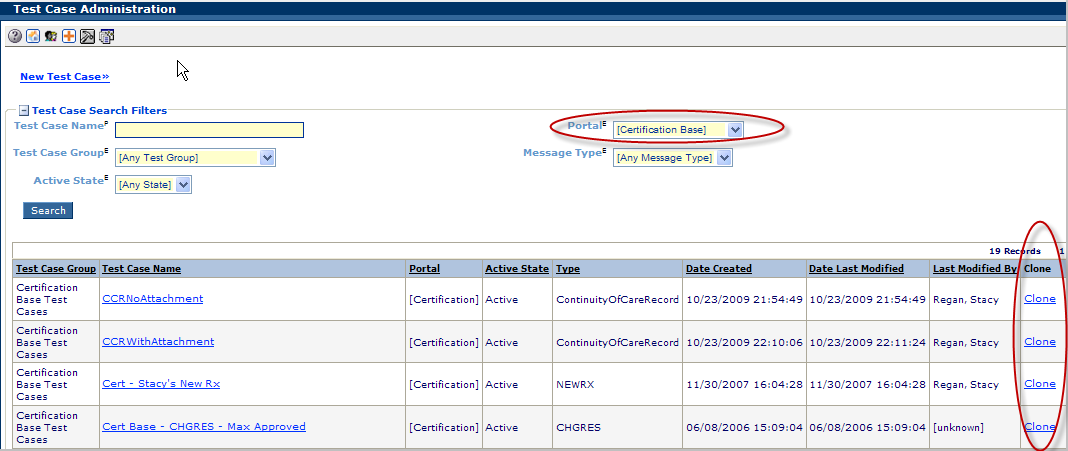 Test Case Administration
New Test Case»
Test Case Search Filters
Test Case Name P
Portal E [Certification Base]
Test Case Group E [Any Test Group]
Message Type E [Any Message Type]
Active State E [Any State]
Search
19 Records 1
Test Case Group Test Case Name Portal Active State Type Date Created Date Last Modified Last Modified By Clone
Certification Base Test Cases CCRNoAttachment [Certification] Active ContinuityOfCareRecord 10/23/2009 21:54:49 10/23/2009 21:54:49 Regan, Stacy Clone
Certification Base Test Cases CCRWithAttachment [Certification] Active ContinuityOfCareRecord 10/23/2009 22:10:06 10/23/2009 22:11:24 Regan, Stacy Clone
Certification Base Test Cases Cert - Stacy's New Rx [Certification] Active NEWRX 11/30/2007 16:04:28 11/30/2007 16:04:28 Regan, Stacy Clone
Certification Base Test Cases Cert Base - CHGRES - Max Approved [Certification] Active CHGRES 06/08/2006 15:09:04 06/08/2006 15:09:04 [unknown] Clone